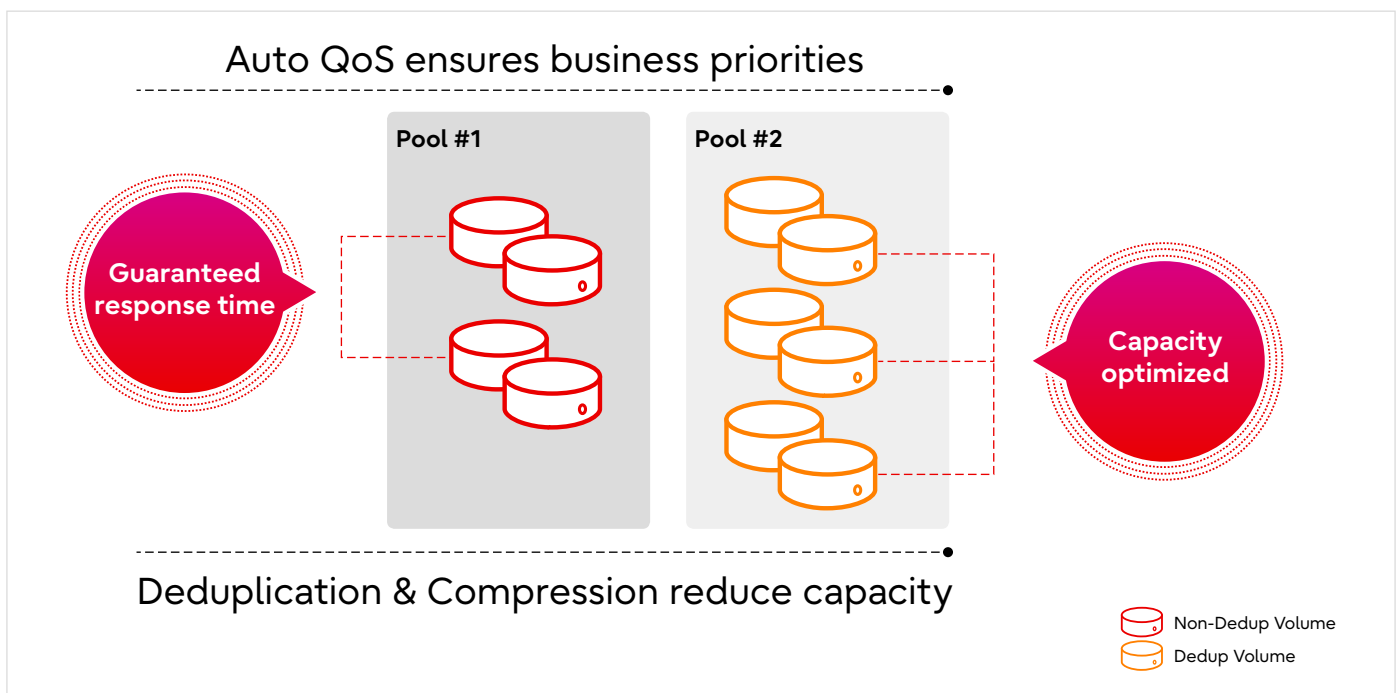 Auto QoS ensures business priorities
Pool #1
Pool #2
Guaranteed
response time
Capacity
optimized
Deduplication & Compression reduce capacity
Non-Dedup Volume
Dedup Volume